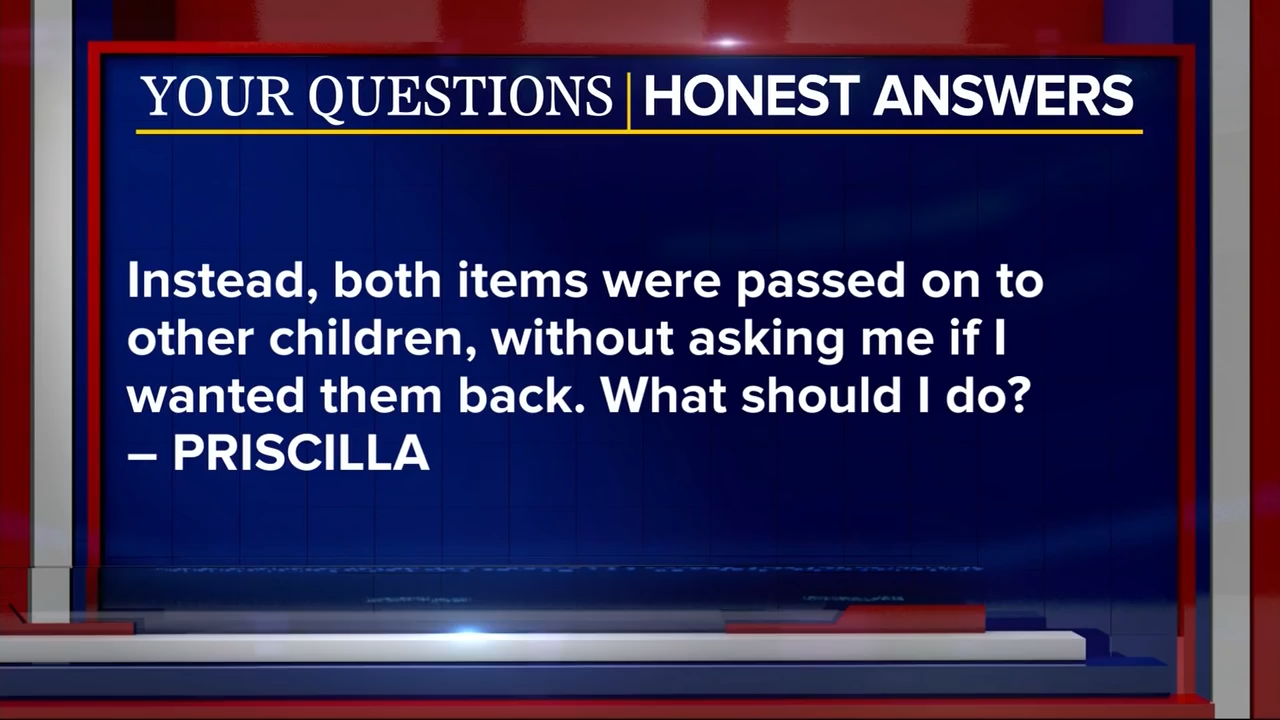 YOUR QUESTIONS | HONEST ANSWERS
Instead, both items were passed on to
other children, without asking me if I
wanted them back. What should I do?
– PRISCILLA